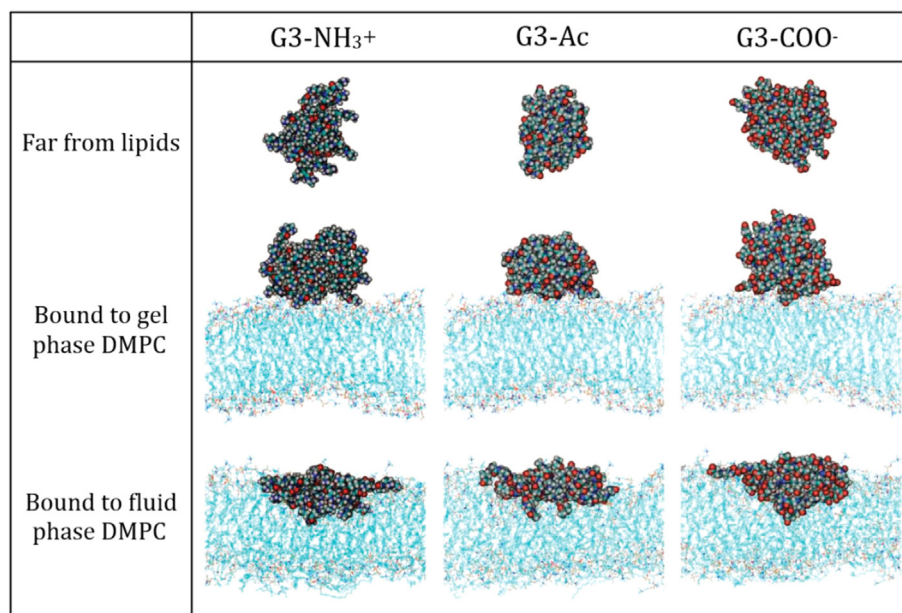 G3-NH₃⁺ G3-Ac G3-COO⁻
Far from lipids
Bound to gel
phase DMPC
Bound to fluid
phase DMPC